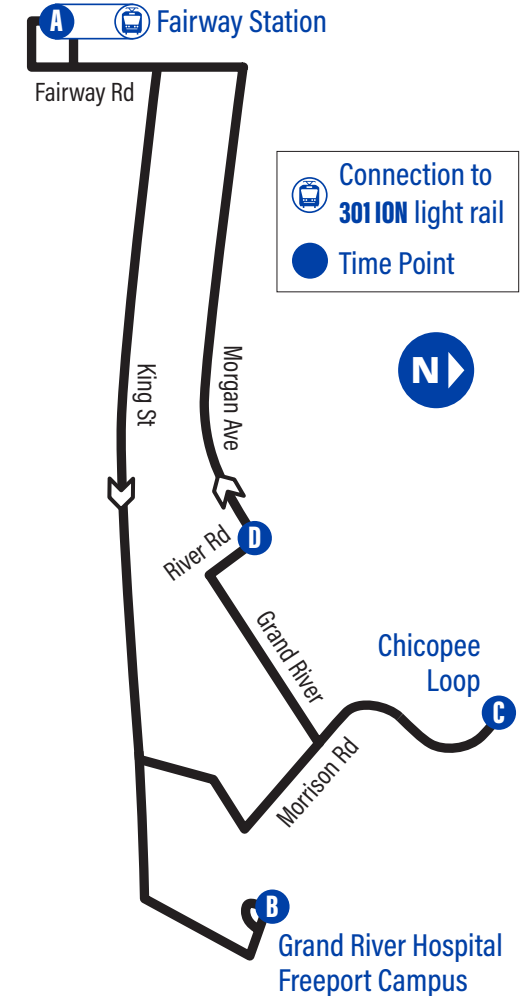 A
Fairway Station
Fairway Rd
Connection to
301 ION light rail
Time Point
N
King St
Morgan Ave
River Rd
D
Grand River
Chicopee
Loop
C
Morrison Rd
B
Grand River Hospital
Freeport Campus